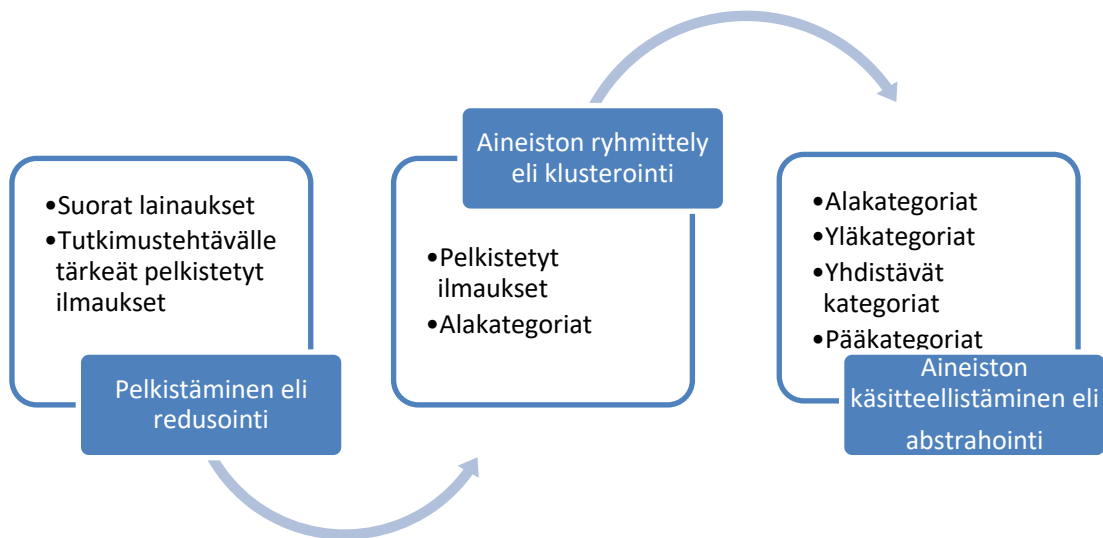 •Suorat lainaukset
•Tutkimustehtävälle
tärkeät pelkistetyt
ilmaukset
Pelkistäminen eli
redusointi
Aineiston ryhmittely
eli klusterointi
•Pelkistetyt
ilmaukset
•Alakategoriat
•Alakategoriat
•Yläkategoriat
•Yhdistävät
kategoriat
•Pääkategoriat
Aineiston
käsitteellistäminen eli
abstrahointi